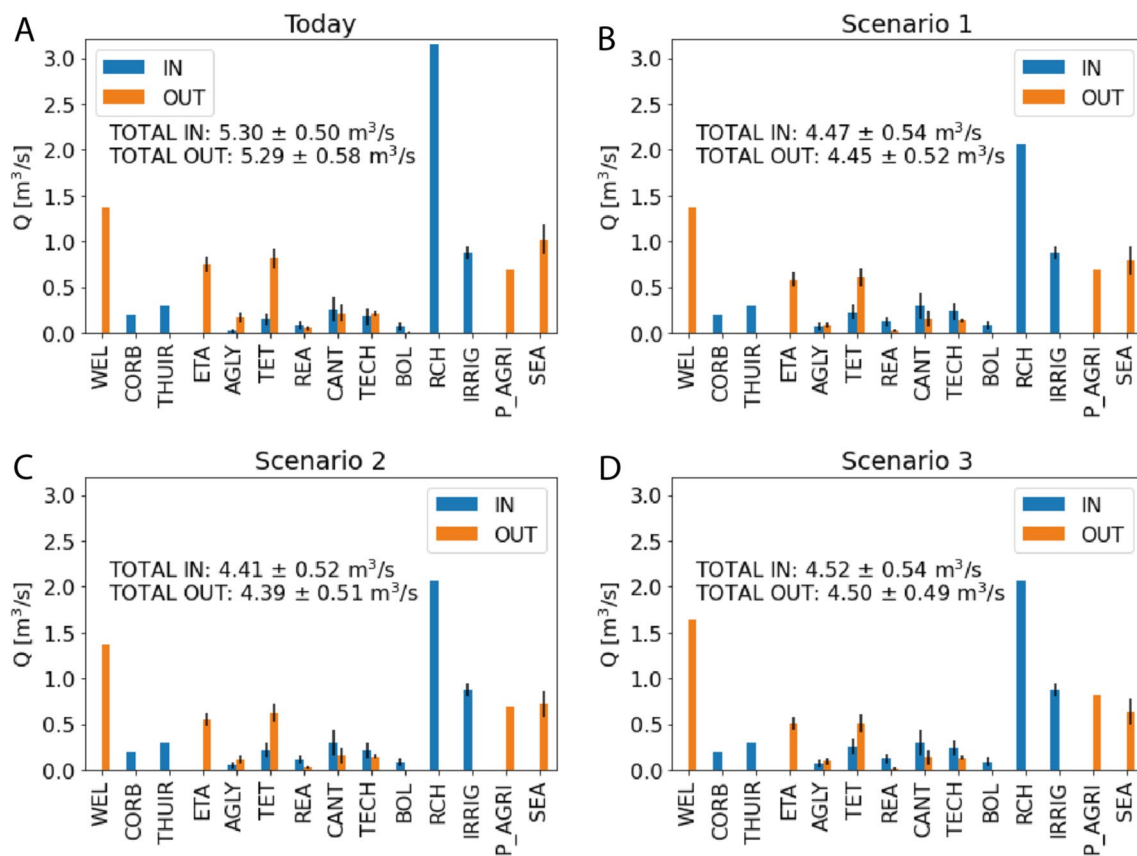 A
Today
3.0
2.5
2.0
1.5
1.0
0.5
0.0
Q [m³/s]
IN
OUT
TOTAL IN: 5.30 ± 0.50 m³/s
TOTAL OUT: 5.29 ± 0.58 m³/s
WEL
CORB
THUIR
ETA
AGLY
TET
REA
CANT
TECH
BOL
RCH
IRRIG
P_AGRI
SEA
B
Scenario 1
3.0
2.5
2.0
1.5
1.0
0.5
0.0
Q [m³/s]
IN
OUT
TOTAL IN: 4.47 ± 0.54 m³/s
TOTAL OUT: 4.45 ± 0.52 m³/s
WEL
CORB
THUIR
ETA
AGLY
TET
REA
CANT
TECH
BOL
RCH
IRRIG
P_AGRI
SEA
C
Scenario 2
3.0
2.5
2.0
1.5
1.0
0.5
0.0
Q [m³/s]
IN
OUT
TOTAL IN: 4.41 ± 0.52 m³/s
TOTAL OUT: 4.39 ± 0.51 m³/s
WEL
CORB
THUIR
ETA
AGLY
TET
REA
CANT
TECH
BOL
RCH
IRRIG
P_AGRI
SEA
D
Scenario 3
3.0
2.5
2.0
1.5
1.0
0.5
0.0
Q [m³/s]
IN
OUT
TOTAL IN: 4.52 ± 0.54 m³/s
TOTAL OUT: 4.50 ± 0.49 m³/s
WEL
CORB
THUIR
ETA
AGLY
TET
REA
CANT
TECH
BOL
RCH
IRRIG
P_AGRI
SEA